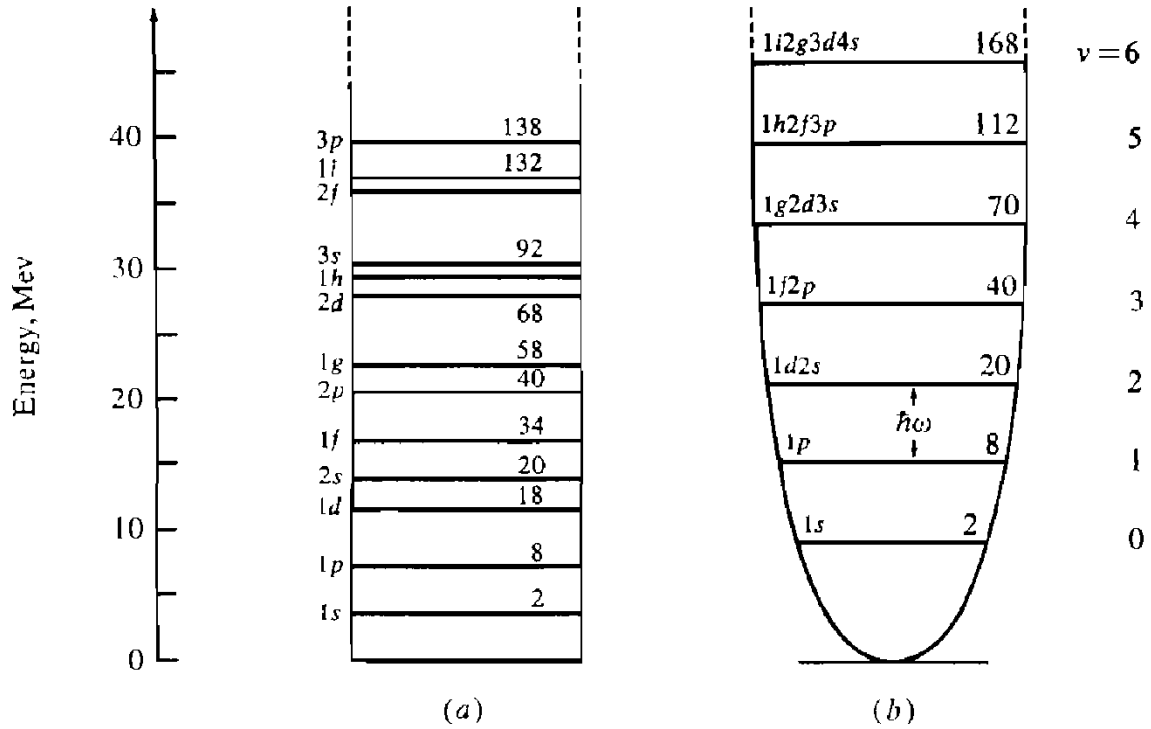 1i2g3d4s 168 ν = 6
40
3p 138
1i 132
2f
1h2f3p 112 5
1g2d3s 70 4
30
3s 92
1h
2d
68
1f2p 40 3
Energy, Mev
1g 58
2p 40
20
1d2s 20 2
ħω
1f 34
2s 20
1d 18
1p 8 1
10
1p 8
1s 2
1s 2 0
0
(a) (b)